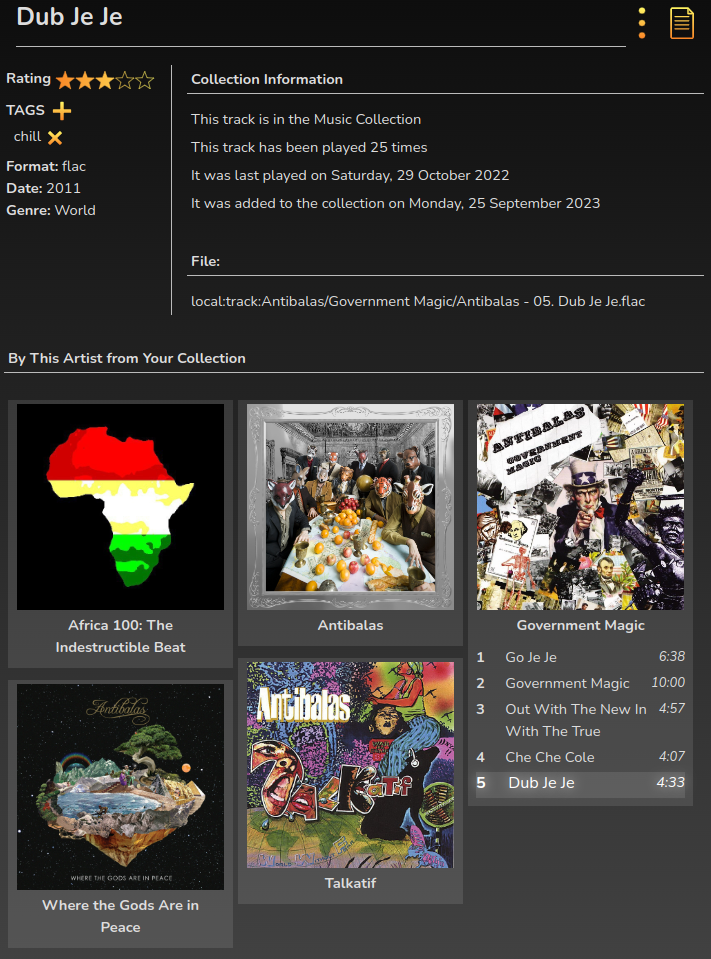 Dub Je Je
Rating
TAGS
chill
Format: flac
Date: 2011
Genre: World
Collection Information
This track is in the Music Collection
This track has been played 25 times
It was last played on Saturday, 29 October 2022
It was added to the collection on Monday, 25 September 2023
File:
local:track:Antibalas/Government Magic/Antibalas - 05. Dub Je Je.flac
By This Artist from Your Collection
Africa 100: The
Indestructible Beat
Antibalas
ANTIBALAS
GOVERNMENT
MAGIC
Government Magic
1 Go Je Je 6:38
2 Government Magic 10:00
3 Out With The New In 4:57
With The True
4 Che Che Cole 4:07
5 Dub Je Je 4:33
Antibalas
WHERE THE GODS ARE IN PEACE
Where the Gods Are in
Peace
Antibalas
Talkatif
Talkatif